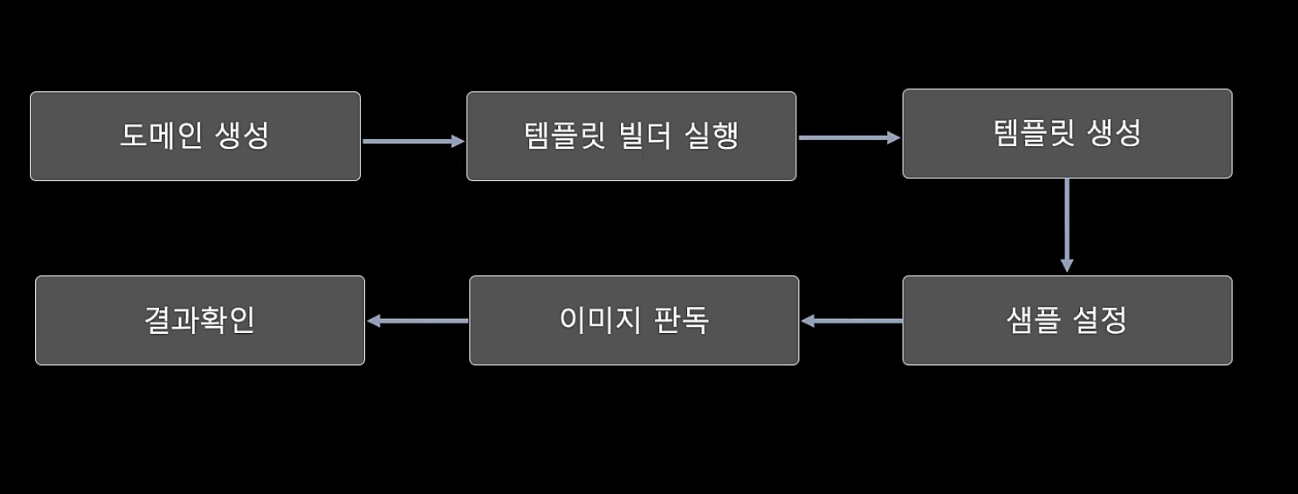 도메인 생성
템플릿 빌더 실행
템플릿 생성
샘플 설정
이미지 판독
결과확인